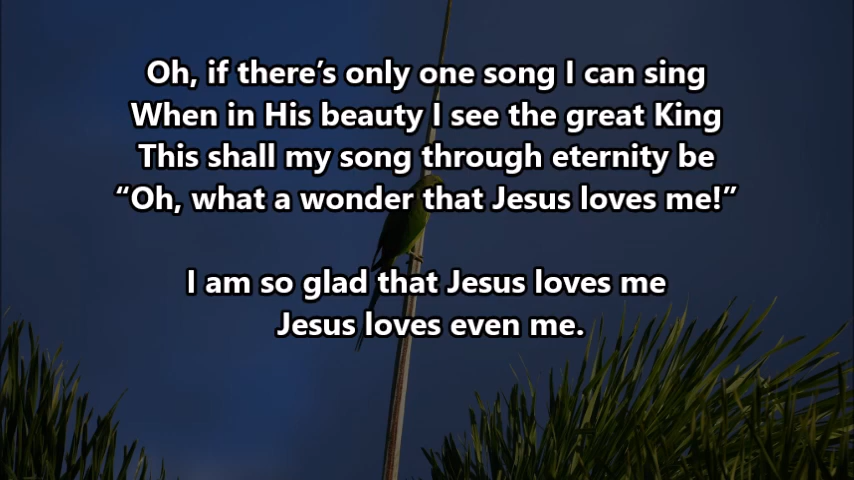 Oh, if there’s only one song I can sing
When in His beauty I see the great King
This shall my song through eternity be
“Oh, what a wonder that Jesus loves me!”
I am so glad that Jesus loves me
Jesus loves even me.